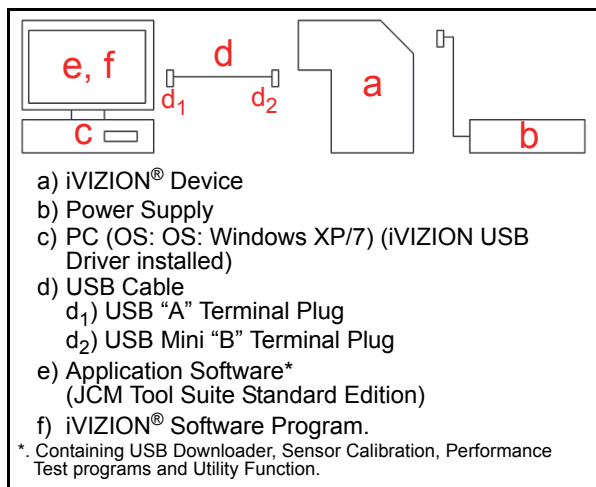 e, f
d
d1
d2
a
c
b
a) iVIZION® Device
b) Power Supply
c) PC (OS: OS: Windows XP/7) (iVIZION USB
Driver installed)
d) USB Cable
d1) USB “A” Terminal Plug
d2) USB Mini “B” Terminal Plug
e) Application Software*
(JCM Tool Suite Standard Edition)
f) iVIZION® Software Program.
*. Containing USB Downloader, Sensor Calibration, Performance
Test programs and Utility Function.